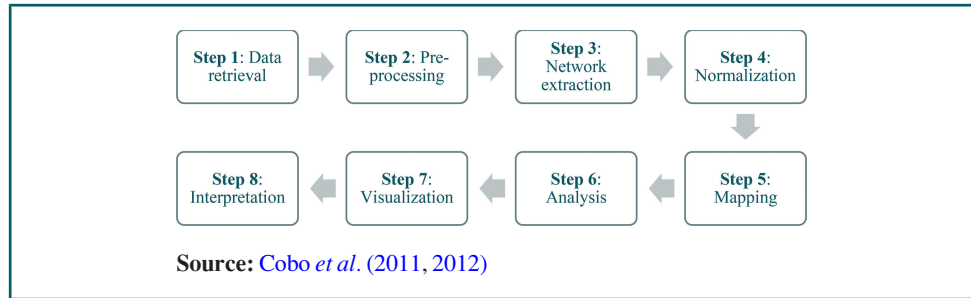 Step 1: Data
retrieval
Step 2: Pre-
processing
Step 3:
Network
extraction
Step 4:
Normalization
Step 5:
Mapping
Step 6:
Analysis
Step 7:
Visualization
Step 8:
Interpretation
Source: Cobo et al. (2011, 2012)